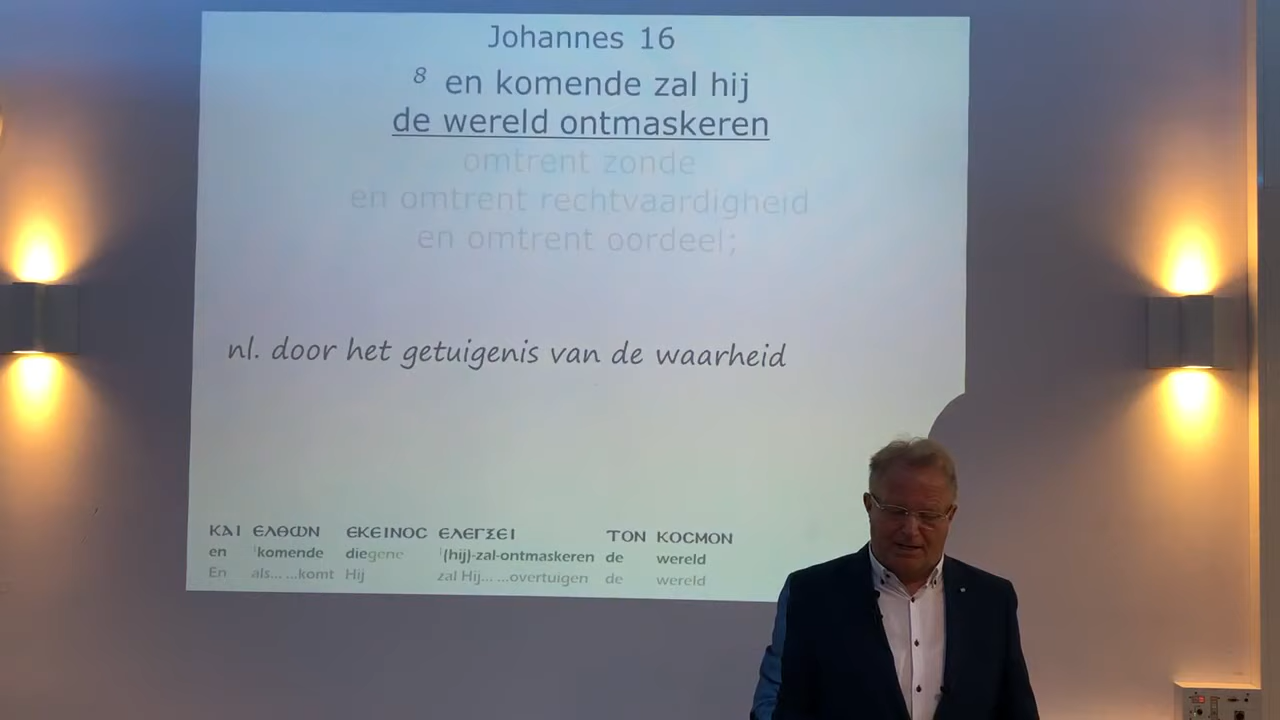 Johannes 16
8 en komende zal hij
de wereld ontmaskeren
omtrent zonde
en omtrent rechtvaardigheid
en omtrent oordeel;
nl. door het getuigenis van de waarheid
ΚΑΙ ΕΛΘΩΝ ΕΚΕΙΝΟϹ ΕΛΕΓΞΕΙ ΤΟΝ ΚΟϹΜΟΝ
en komende diegene (hij)-zal-ontmaskeren de wereld
En als... ...komt Hij zal Hij... ...overtuigen de wereld